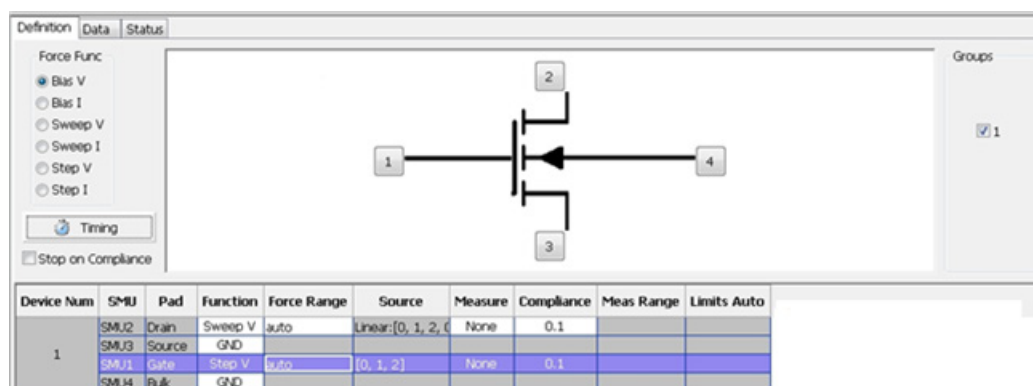 Definition Data Status
Force Func
Bias V
Bias I
Sweep V
Sweep I
Step V
Step I
Timing
Stop on Compliance
2
1
4
3
Groups
1
Device Num SMU Pad Function Force Range Source Measure Compliance Meas Range Limits Auto
1
SMU2 Drain Sweep V auto Linear:[0, 1, 2, 0 None 0.1
SMU3 Source GND
SMU1 Gate Step V auto [0, 1, 2] None 0.1
SMU4 Bulk GND